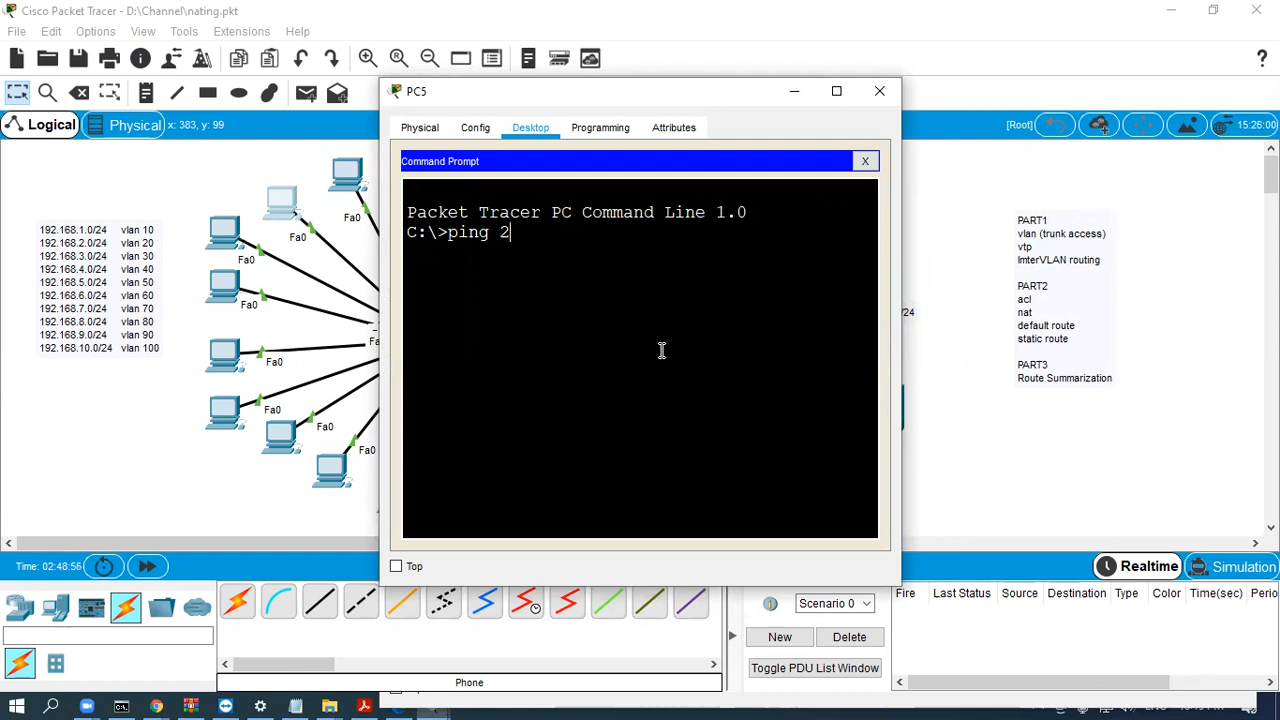 Cisco Packet Tracer - D:\Channel\nating.pkt
File Edit Options View Tools Extensions Help
Logical Physical x: 383, y: 99
[Root] 15:26:00
PC5
Physical Config Desktop Programming Attributes
Command Prompt
X
Packet Tracer PC Command Line 1.0
C:\>ping 2
Top
192.168.1.0/24 vlan 10
192.168.2.0/24 vlan 20
192.168.3.0/24 vlan 30
192.168.4.0/24 vlan 40
192.168.5.0/24 vlan 50
192.168.6.0/24 vlan 60
192.168.7.0/24 vlan 70
192.168.8.0/24 vlan 80
192.168.9.0/24 vlan 90
192.168.10.0/24 vlan 100
Fa0
Fa0
Fa0
Fa0
Fa0
Fa0
Fa0
Fa0
/24
PART1
vlan (trunk access)
vtp
ImterVLAN routing
PART2
acl
nat
default route
static route
PART3
Route Summarization
Time: 02:48:56
Realtime Simulation
Scenario 0
New Delete
Toggle PDU List Window
Fire Last Status Source Destination Type Color Time(sec) Perio
Phone